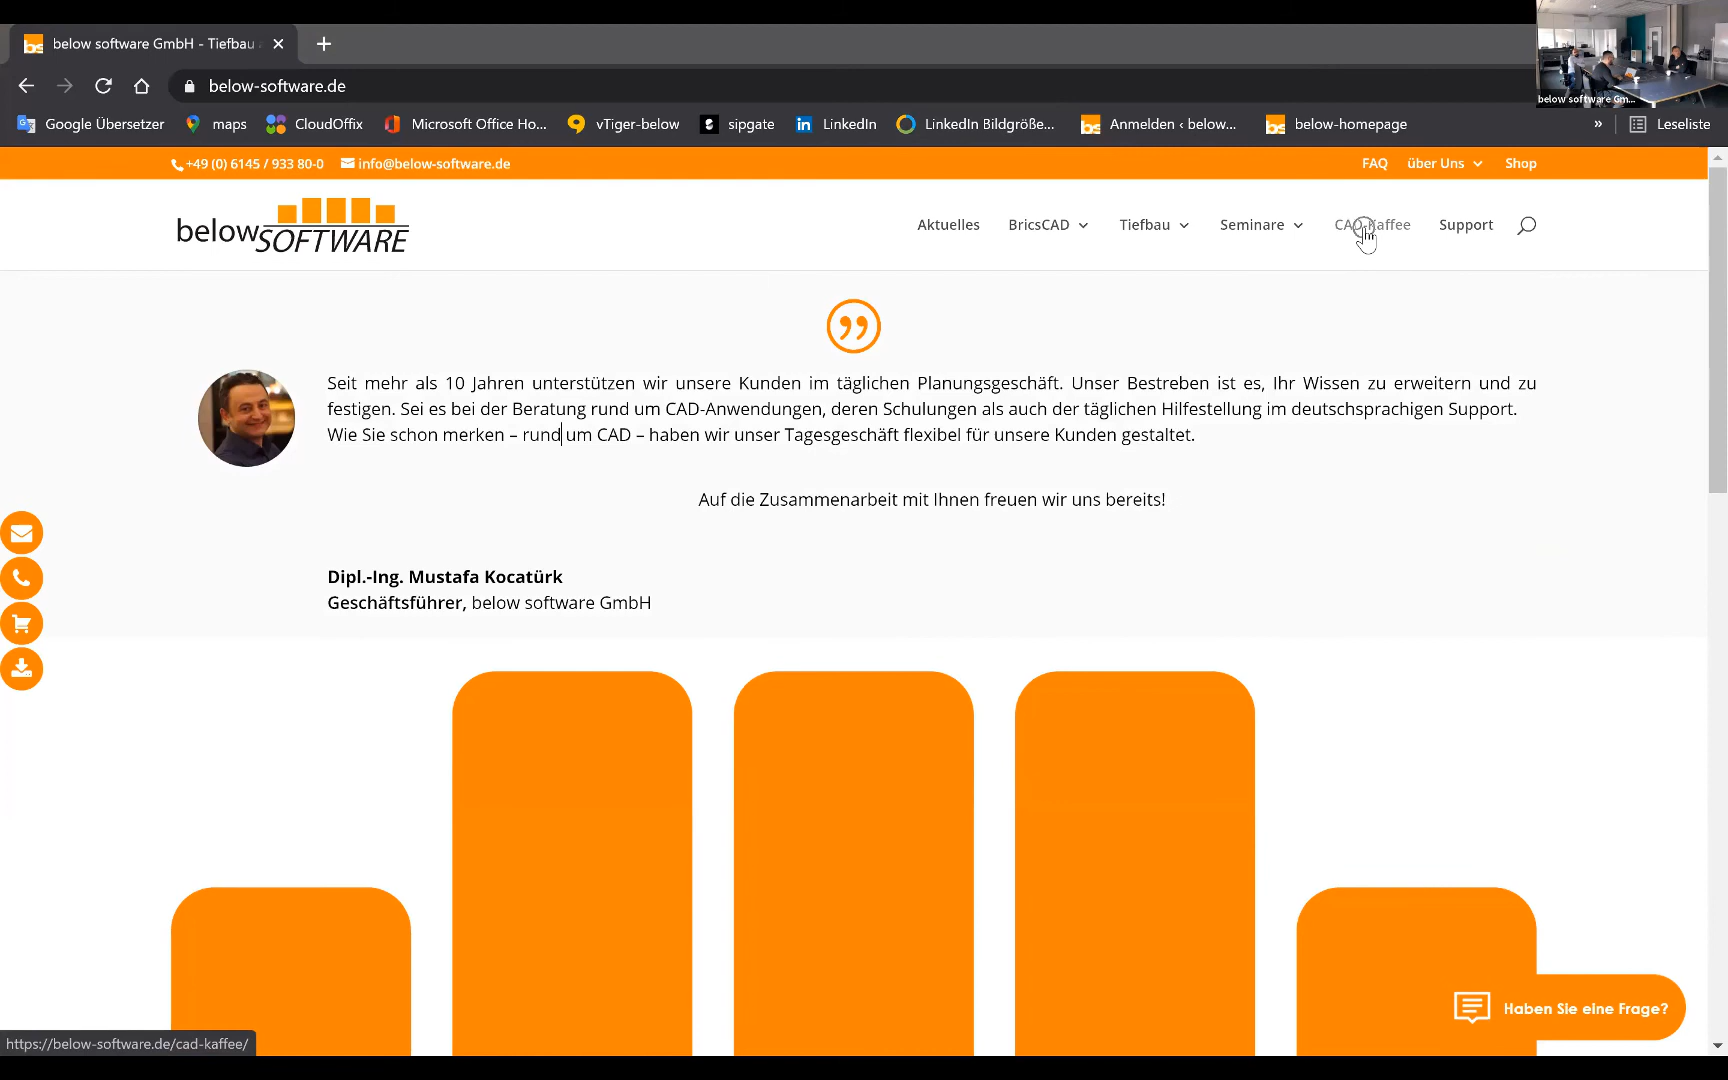 below software GmbH - Tiefbau
below-software.de
Google Übersetzer
maps
CloudOffix
Microsoft Office Ho...
vTiger-below
sipgate
LinkedIn
LinkedIn Bildgröße...
Anmelden ‹ below...
below-homepage
»
Leseliste
below software Gm...
+49 (0) 6145 / 933 80-0
info@below-software.de
FAQ
über Uns
Shop
belowSOFTWARE
Aktuelles
BricsCAD
Tiefbau
Seminare
CAD-Kaffee
Support
Seit mehr als 10 Jahren unterstützen wir unsere Kunden im täglichen Planungsgeschäft. Unser Bestreben ist es, Ihr Wissen zu erweitern und zu
festigen. Sei es bei der Beratung rund um CAD-Anwendungen, deren Schulungen als auch der täglichen Hilfestellung im deutschsprachigen Support.
Wie Sie schon merken – rund um CAD – haben wir unser Tagesgeschäft flexibel für unsere Kunden gestaltet.
Auf die Zusammenarbeit mit Ihnen freuen wir uns bereits!
Dipl.-Ing. Mustafa Kocatürk
Geschäftsführer, below software GmbH
Haben Sie eine Frage?
https://below-software.de/cad-kaffee/